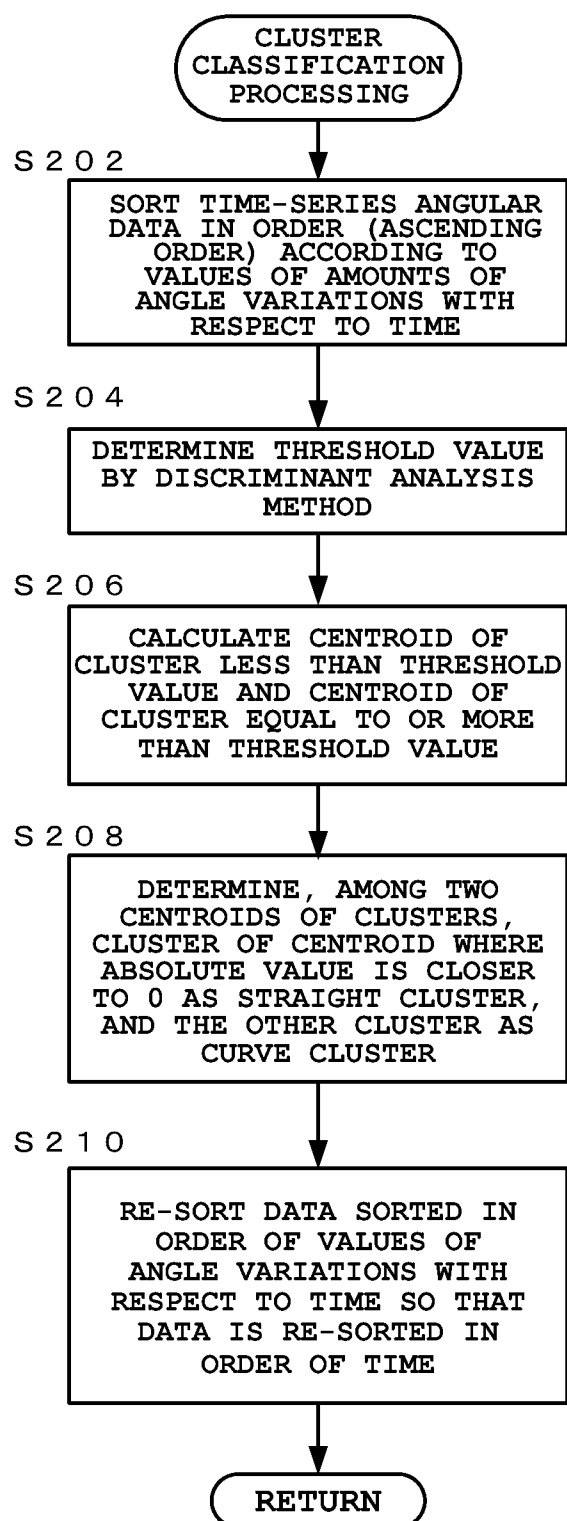 CLUSTER
CLASSIFICATION
PROCESSING
S202
SORT TIME-SERIES ANGULAR
DATA IN ORDER (ASCENDING
ORDER) ACCORDING TO
VALUES OF AMOUNTS OF
ANGLE VARIATIONS WITH
RESPECT TO TIME
S204
DETERMINE THRESHOLD VALUE
BY DISCRIMINANT ANALYSIS
METHOD
S206
CALCULATE CENTROID OF
CLUSTER LESS THAN THRESHOLD
VALUE AND CENTROID OF
CLUSTER EQUAL TO OR MORE
THAN THRESHOLD VALUE
S208
DETERMINE, AMONG TWO
CENTROIDS OF CLUSTERS,
CLUSTER OF CENTROID WHERE
ABSOLUTE VALUE IS CLOSER
TO 0 AS STRAIGHT CLUSTER,
AND THE OTHER CLUSTER AS
CURVE CLUSTER
S210
RE-SORT DATA SORTED IN
ORDER OF VALUES OF
ANGLE VARIATIONS WITH
RESPECT TO TIME SO THAT
DATA IS RE-SORTED IN
ORDER OF TIME
RETURN